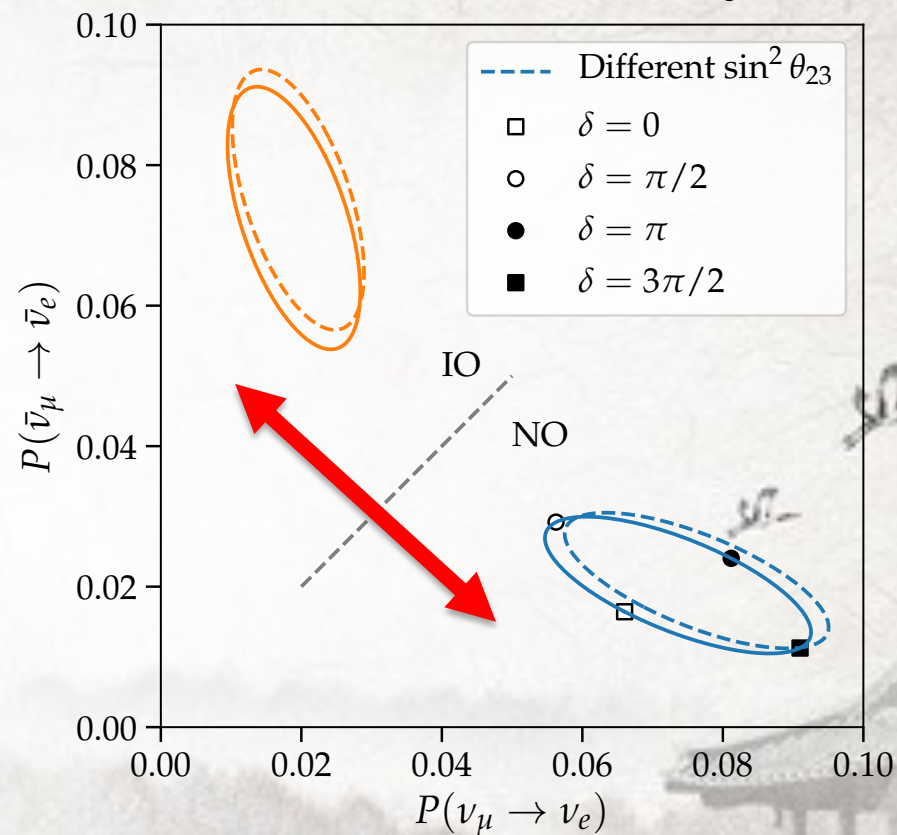 0.10
Different sin² θ₂₃
δ = 0
δ = π/2
δ = π
δ = 3π/2
0.08
0.06
IO
NO
0.04
0.02
0.00
P(ν̄μ → ν̄e)
0.00 0.02 0.04 0.06 0.08 0.10
P(νμ → νe)